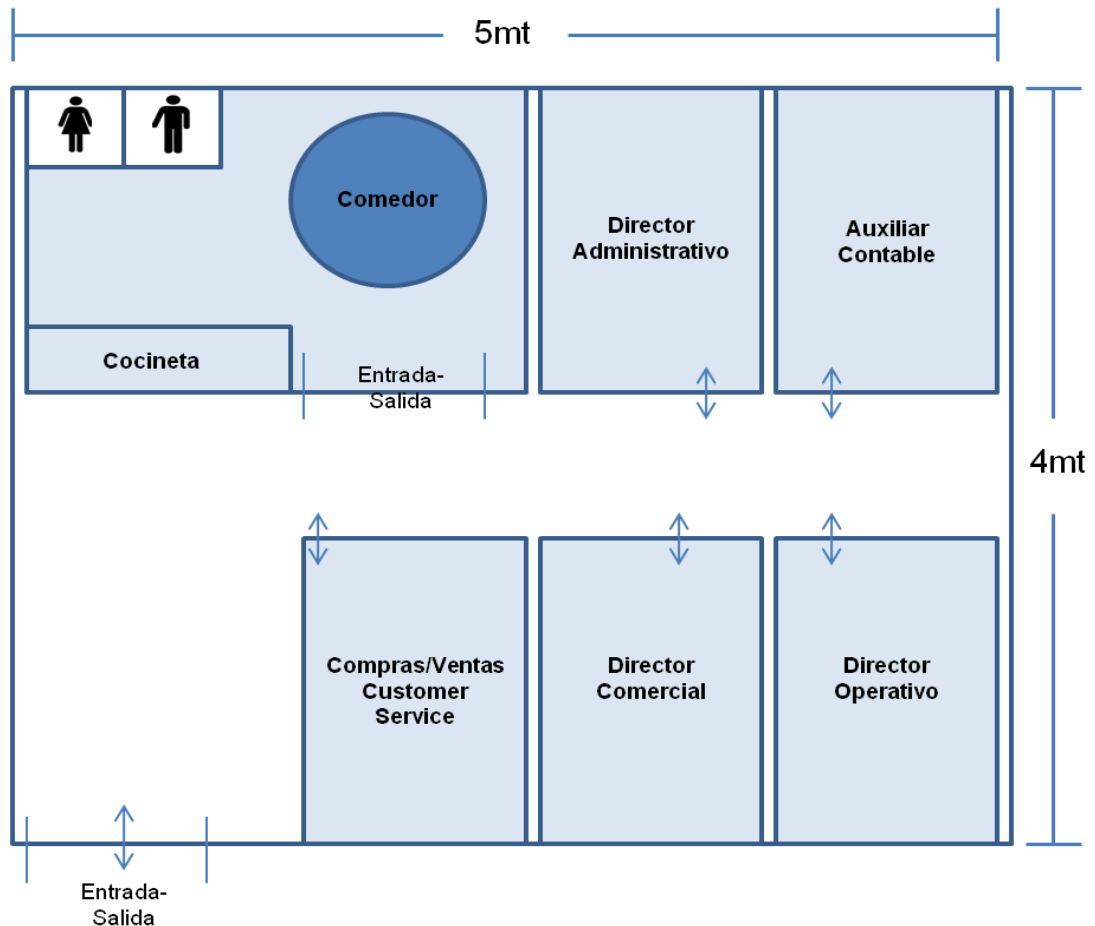 5mt
Comedor
Director
Administrativo
Auxiliar
Contable
Cocineta
Entrada-
Salida
4mt
Compras/Ventas
Customer
Service
Director
Comercial
Director
Operativo
Entrada-
Salida